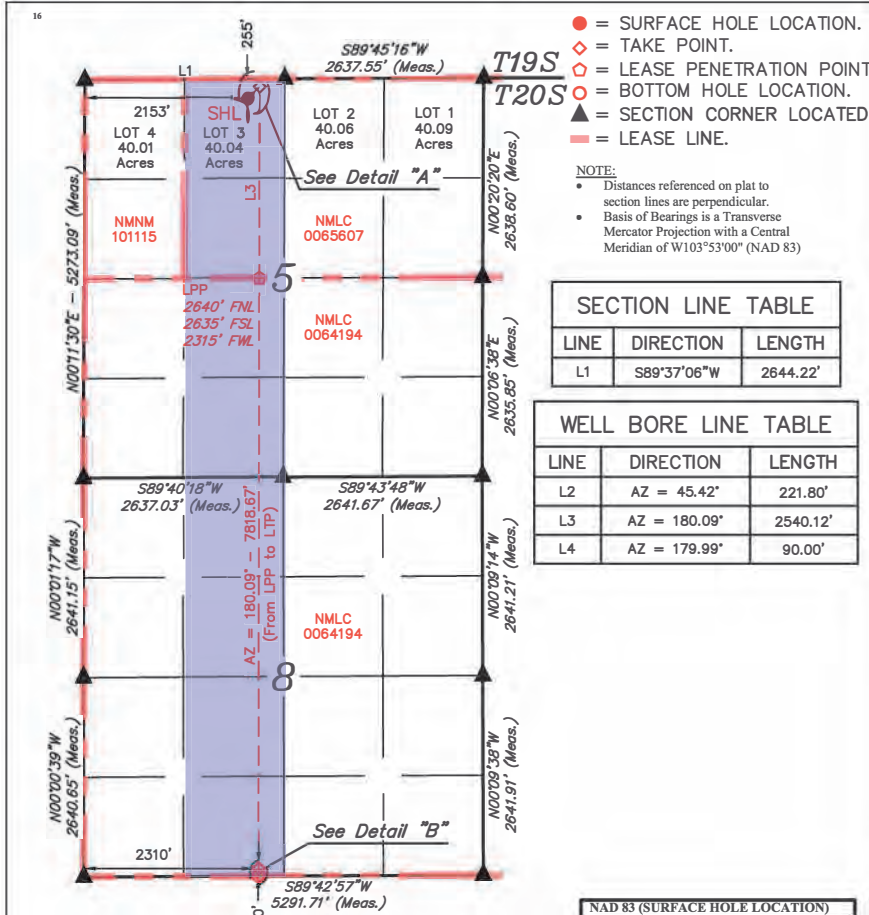 16
255'
S89°45'16"W
2637.55' (Meas.)
T19S
T20S
L1
2153'
SHL
LOT 4
40.01
Acres
LOT 3
40.04
Acres
LOT 2
40.06
Acres
LOT 1
40.09
Acres
See Detail "A"
L3
NMNM
101115
NMLC
0065607
N00°20'20"E
2638.60' (Meas.)
N00°11'30"E - 5273.09' (Meas.)
LPP
2640' FNL
2635' FSL
2315' FWL
5
NMLC
0064194
N00°06'38"E
2635.85' (Meas.)
S89°40'18"W
2637.03' (Meas.)
S89°43'48"W
2641.67' (Meas.)
N00°01'17"W
2641.15' (Meas.)
AZ = 180.09° - 7818.67'
(From LPP to LTP)
NMLC
0064194
N00°09'14"W
2641.21' (Meas.)
8
N00°00'39"W
2640.65' (Meas.)
N00°09'38"W
2641.91' (Meas.)
See Detail "B"
2310'
S89°42'57"W
5291.71' (Meas.)
= SURFACE HOLE LOCATION.
= TAKE POINT.
= LEASE PENETRATION POINT
= BOTTOM HOLE LOCATION.
= SECTION CORNER LOCATED
= LEASE LINE.
NOTE:
• Distances referenced on plat to
section lines are perpendicular.
• Basis of Bearings is a Transverse
Mercator Projection with a Central
Meridian of W103°53'00" (NAD 83)
SECTION LINE TABLE
LINE DIRECTION LENGTH
L1 S89°37'06"W 2644.22'
WELL BORE LINE TABLE
LINE DIRECTION LENGTH
L2 AZ = 45.42° 221.80'
L3 AZ = 180.09° 2540.12'
L4 AZ = 179.99° 90.00'
NAD 83 (SURFACE HOLE LOCATION)